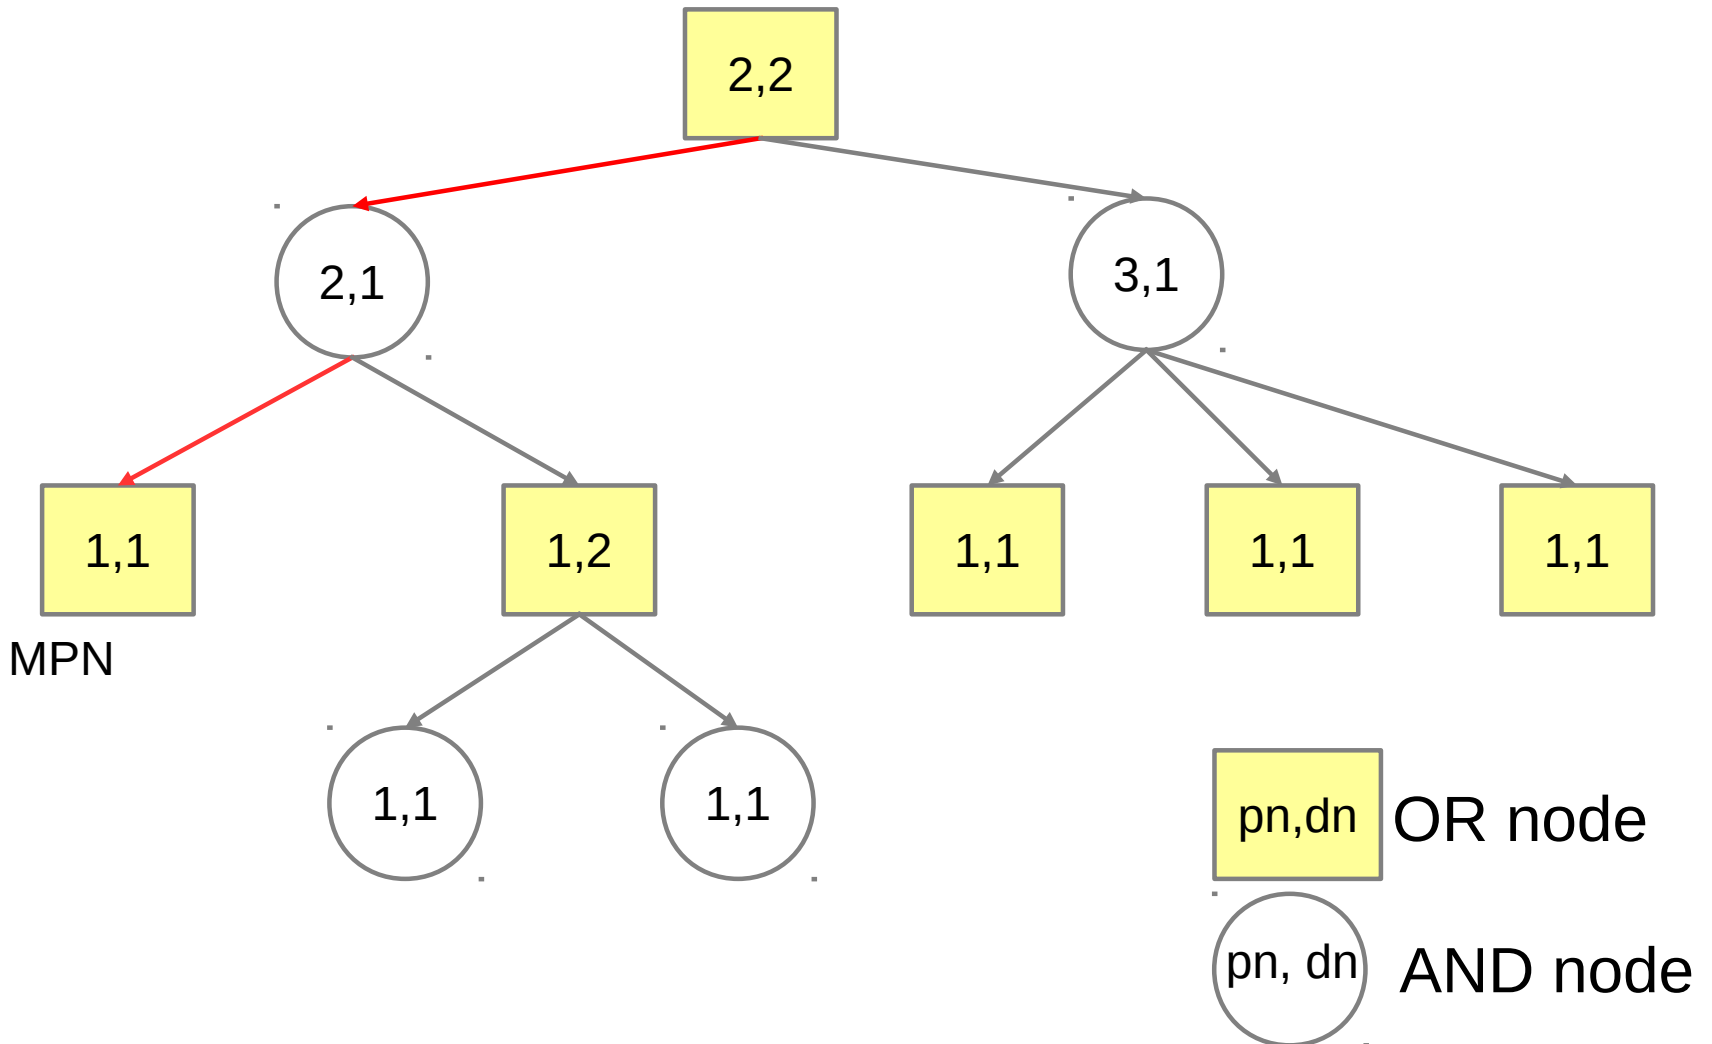 2,2
2,1
3,1
1,1
1,2
1,1
1,1
1,1
MPN
1,1
1,1
pn,dn
OR node
pn, dn
AND node